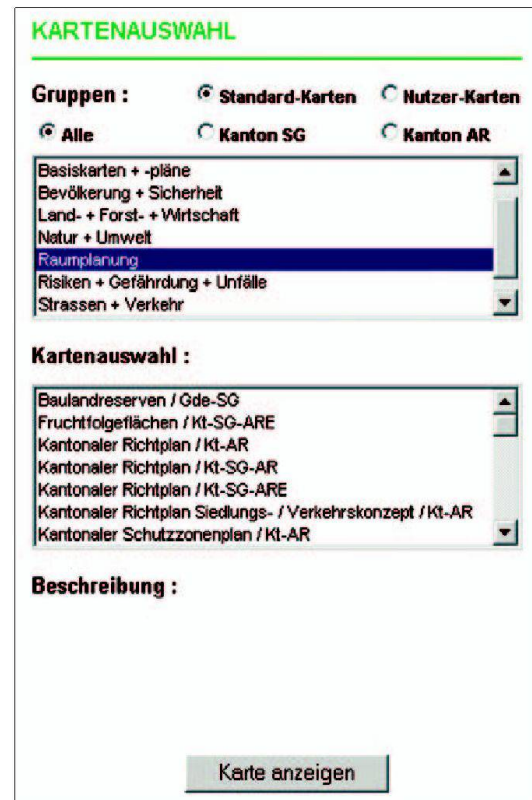 KARTENAUSWAHL
Gruppen : Standard-Karten Nutzer-Karten
Alle Kanton SG Kanton AR
Basiskarten + -pläne
Bevölkerung + Sicherheit
Land- + Forst- + Wirtschaft
Natur + Umwelt
Raumplanung
Risiken + Gefährdung + Unfälle
Strassen + Verkehr
Kartenauswahl :
Baulandreserven / Gde-SG
Fruchtfolgeflächen / Kt-SG-ARE
Kantonaler Richtplan / Kt-AR
Kantonaler Richtplan / Kt-SG-AR
Kantonaler Richtplan / Kt-SG-ARE
Kantonaler Richtplan Siedlungs- / Verkehrskonzept / Kt-AR
Kantonaler Schutzzonenplan / Kt-AR
Beschreibung :
Karte anzeigen